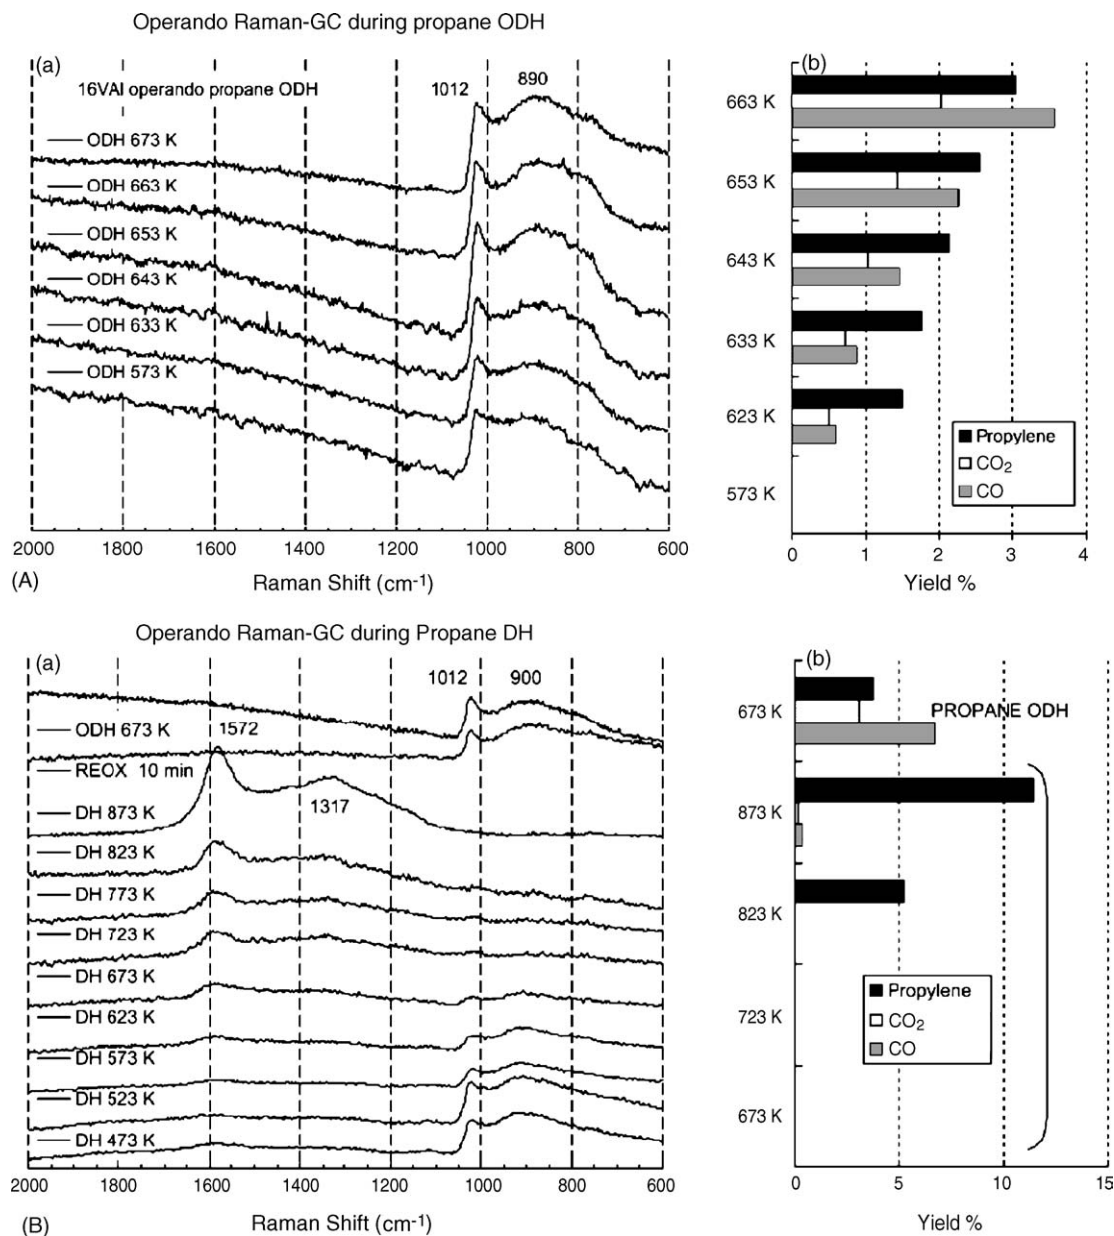 Operando Raman-GC during propane ODH
(a)
16VAl operando propane ODH
1012
890
ODH 673 K
ODH 663 K
ODH 653 K
ODH 643 K
ODH 633 K
ODH 573 K
2000 1800 1600 1400 1200 1000 800 600
Raman Shift (cm-1)
(A)
(b)
663 K
653 K
643 K
633 K
623 K
573 K
Propylene
CO2
CO
0 1 2 3 4
Yield %
Operando Raman-GC during Propane DH
(a)
1012
900
ODH 673 K
1572
REOX 10 min
1317
DH 873 K
DH 823 K
DH 773 K
DH 723 K
DH 673 K
DH 623 K
DH 573 K
DH 523 K
DH 473 K
2000 1800 1600 1400 1200 1000 800 600
Raman Shift (cm-1)
(B)
(b)
673 K
PROPANE ODH
873 K
823 K
723 K
673 K
Propylene
CO2
CO
0 5 10 15
Yield %